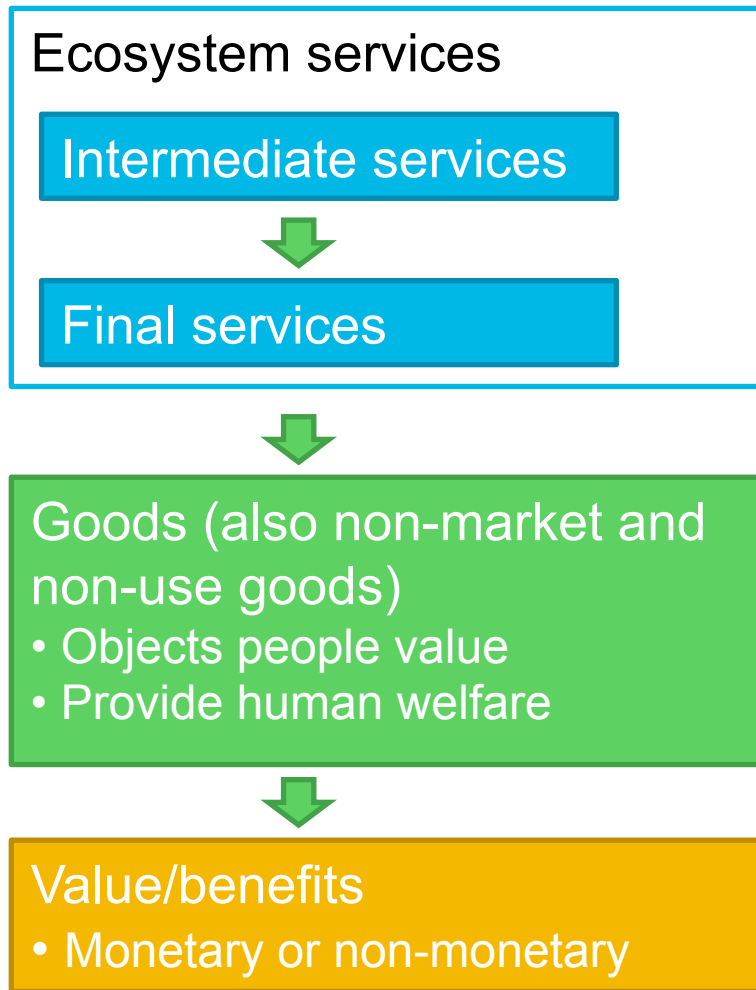 Ecosystem services
Intermediate services
Final services
Goods (also non-market and
non-use goods)
• Objects people value
• Provide human welfare
Value/benefits
• Monetary or non-monetary